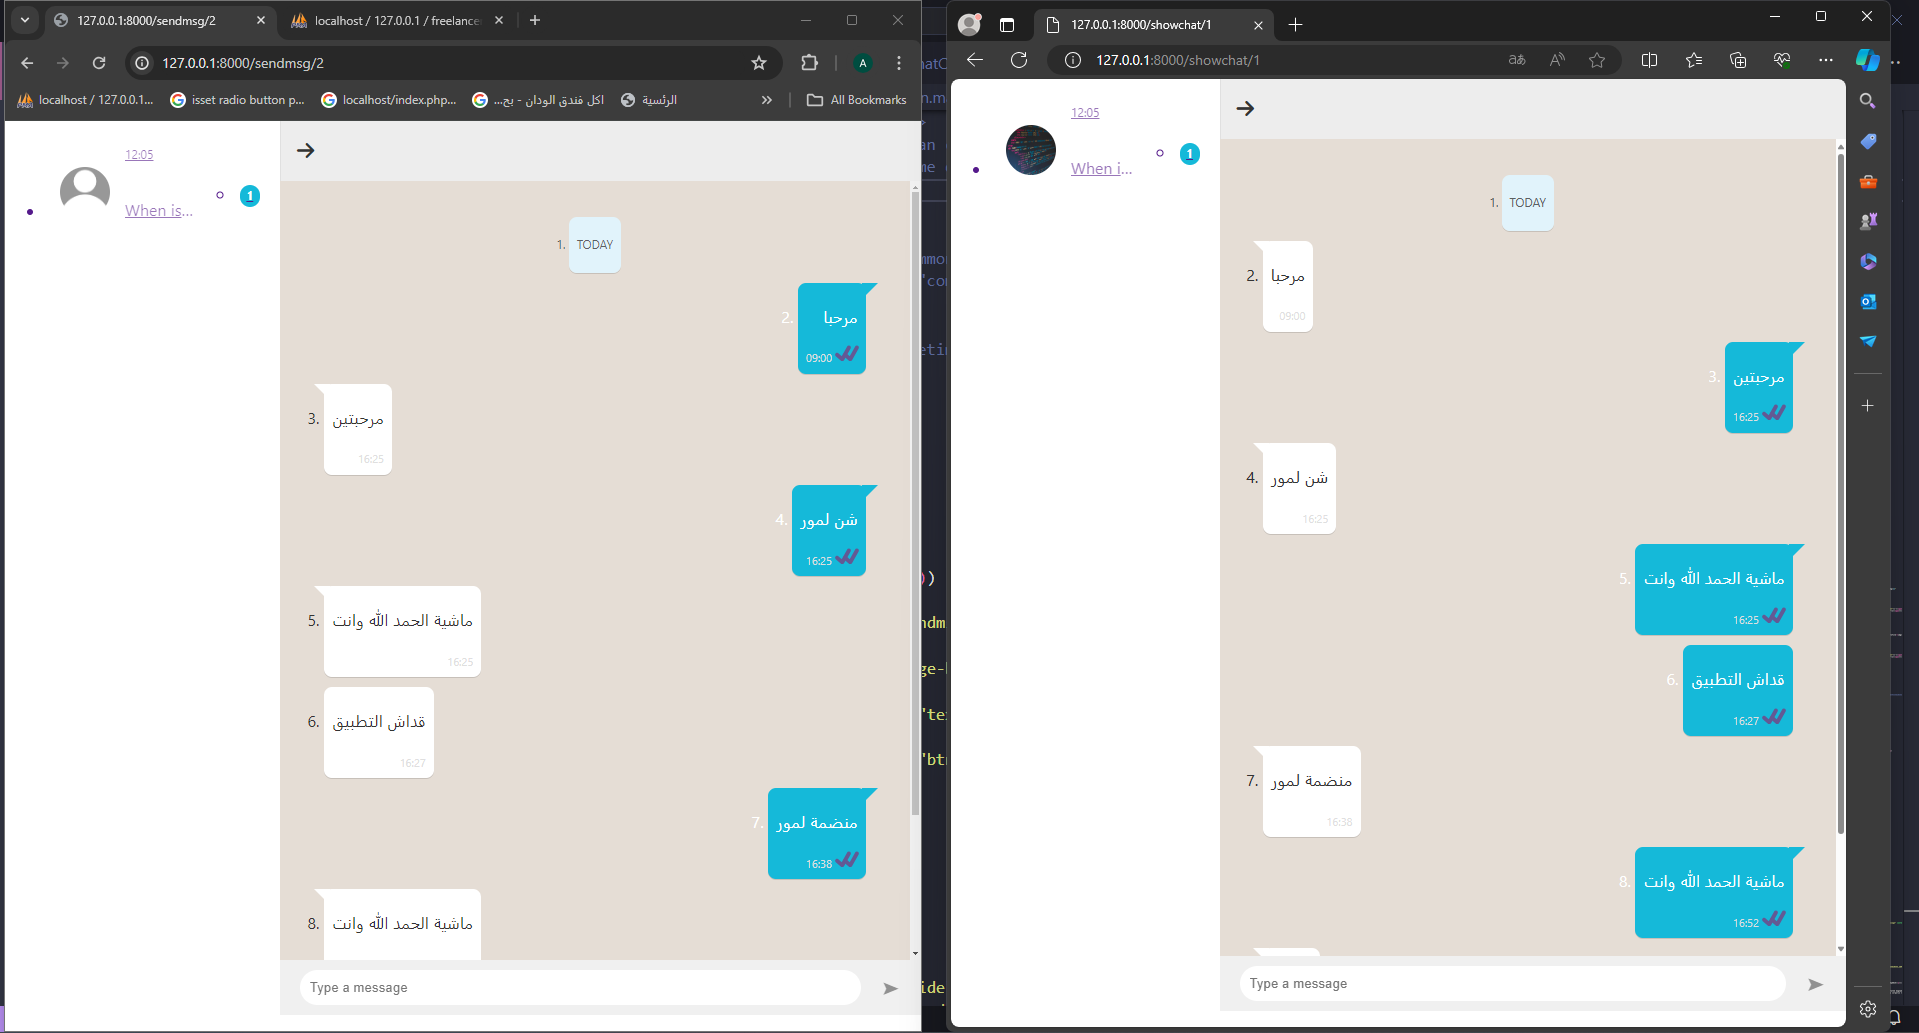 127.0.0.1:8000/sendmsg/2
localhost / 127.0.0.1 / freelance
127.0.0.1:8000/sendmsg/2
A
localhost / 127.0.0.1...
isset radio button p...
localhost/index.php...
اكل فندق الودان - بح...
الرئسية
All Bookmarks
12:05
When is...
1
1. TODAY
2. مرحبا
09:00
3. مرحبتين
16:25
4. شن لمور
16:25
5. ماشية الحمد الله وانت
16:25
6. قداش التطبيق
16:27
7. منضمة لمور
16:38
8. ماشية الحمد الله وانت
Type a message
127.0.0.1:8000/showchat/1
127.0.0.1:8000/showchat/1
12:05
When i...
1
1. TODAY
2. مرحبا
09:00
3. مرحبتين
16:25
4. شن لمور
16:25
5. ماشية الحمد الله وانت
16:25
6. قداش التطبيق
16:27
7. منضمة لمور
16:38
8. ماشية الحمد الله وانت
16:52
Type a message